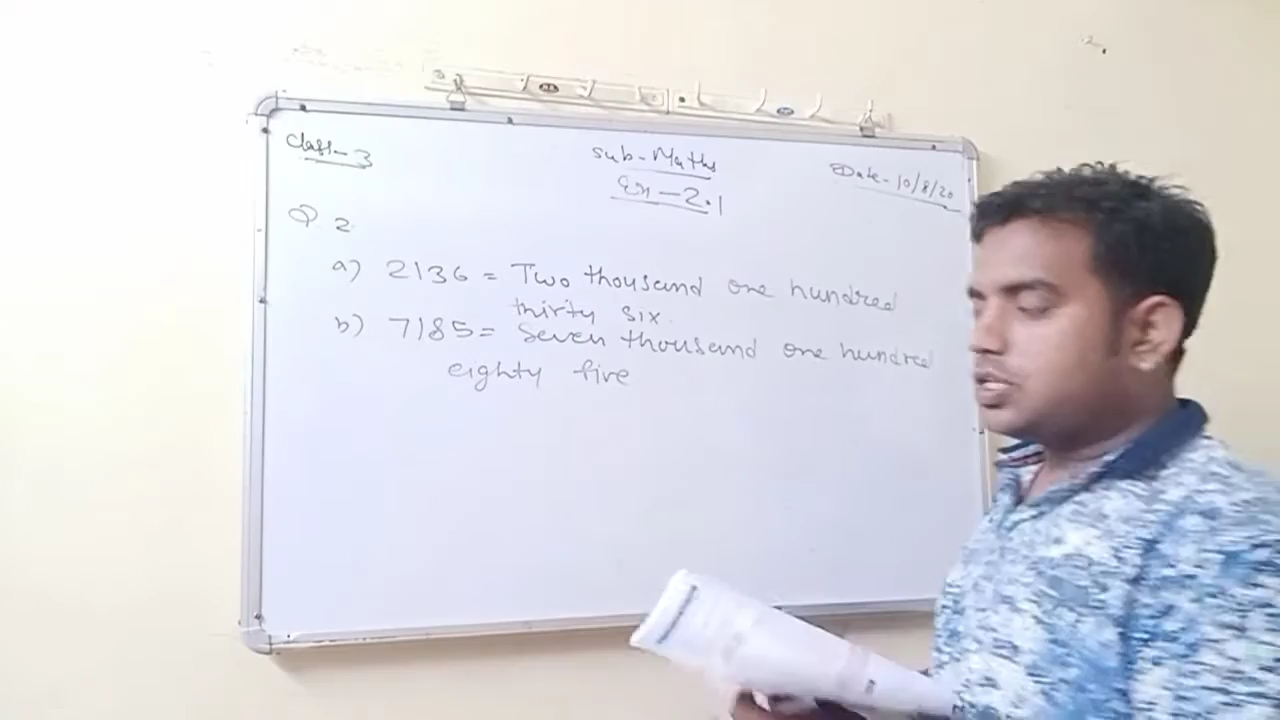 Class-3
Sub-Maths
Date-10/8/20
Ex-2.1
Q 2
a) 2136 = Two thousand one hundred
thirty six.
b) 7185= Seven thousand one hundred
eighty five